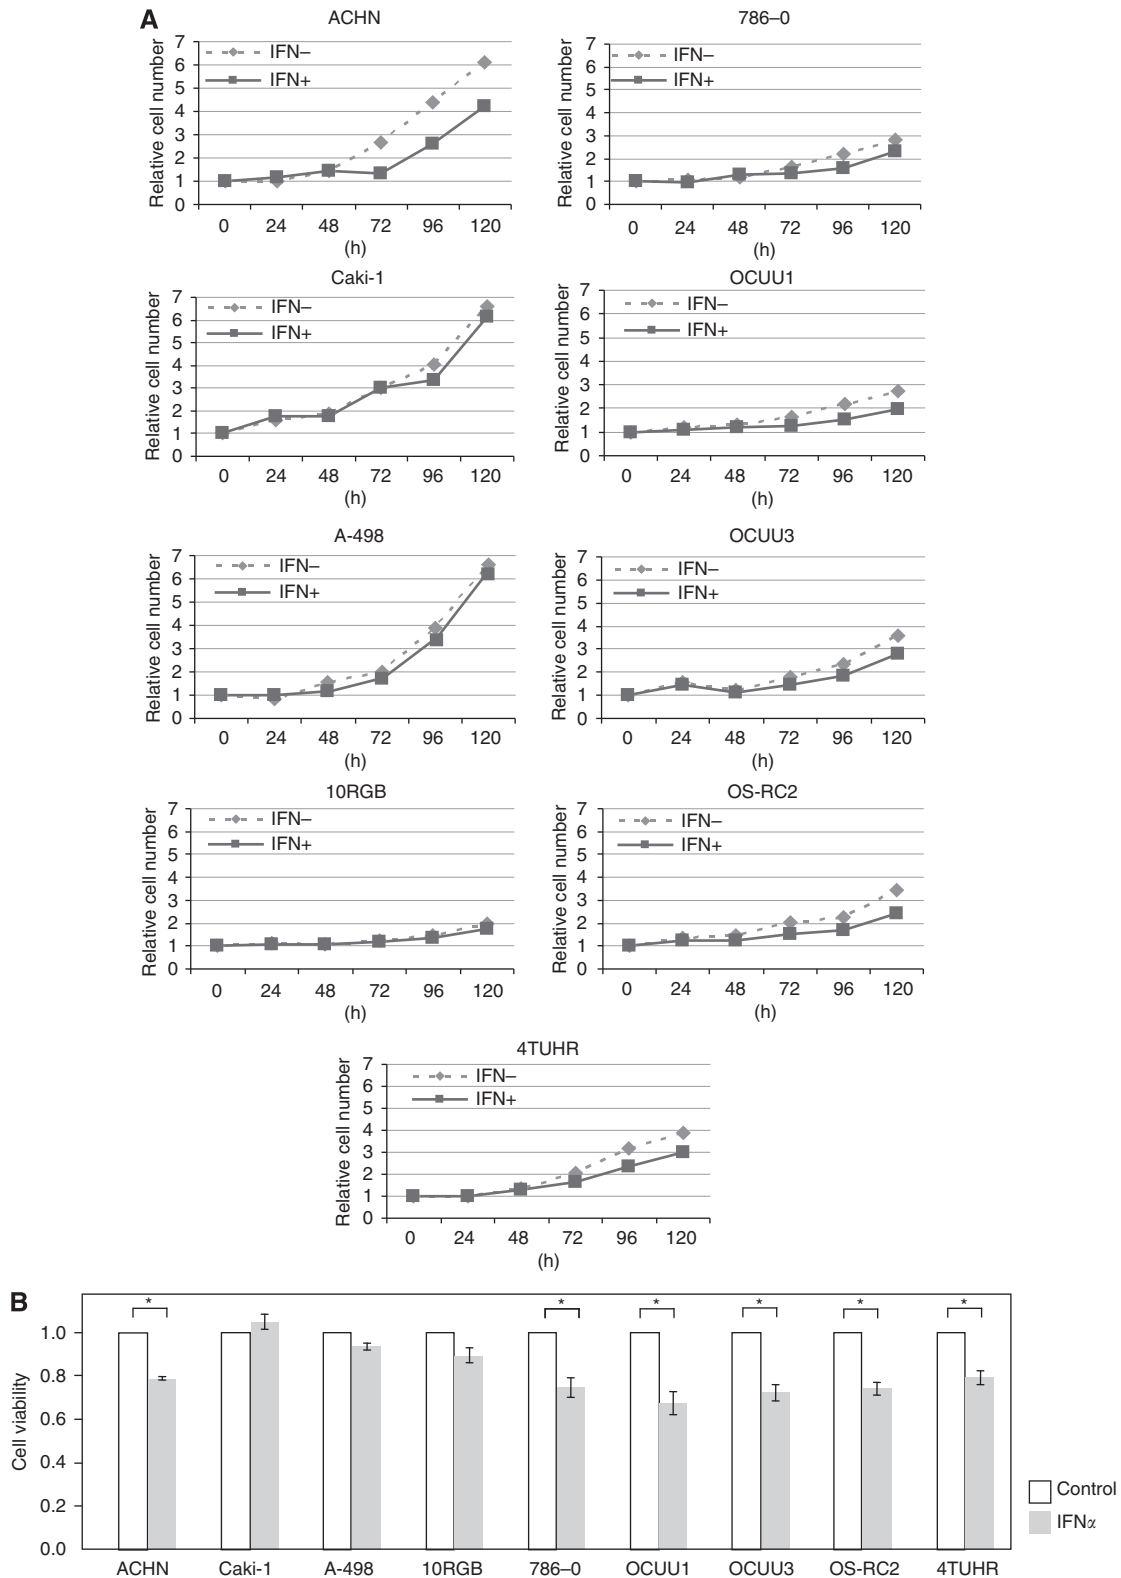 A
ACHN
7
6
5
4
3
2
1
0
Relative cell number
IFN–
IFN+
0 24 48 72 96 120
(h)
786–0
7
6
5
4
3
2
1
0
Relative cell number
IFN–
IFN+
0 24 48 72 96 120
(h)
Caki-1
7
6
5
4
3
2
1
0
Relative cell number
IFN–
IFN+
0 24 48 72 96 120
(h)
OCUU1
7
6
5
4
3
2
1
0
Relative cell number
IFN–
IFN+
0 24 48 72 96 120
(h)
A-498
7
6
5
4
3
2
1
0
Relative cell number
IFN–
IFN+
0 24 48 72 96 120
(h)
OCUU3
7
6
5
4
3
2
1
0
Relative cell number
IFN–
IFN+
0 24 48 72 96 120
(h)
10RGB
7
6
5
4
3
2
1
0
Relative cell number
IFN–
IFN+
0 24 48 72 96 120
(h)
OS-RC2
7
6
5
4
3
2
1
0
Relative cell number
IFN–
IFN+
0 24 48 72 96 120
(h)
4TUHR
7
6
5
4
3
2
1
0
Relative cell number
IFN–
IFN+
0 24 48 72 96 120
(h)
B
* * * * * *
1.0
0.8
0.6
0.4
0.2
0.0
Cell viability
ACHN Caki-1 A-498 10RGB 786–0 OCUU1 OCUU3 OS-RC2 4TUHR
Control
IFNα